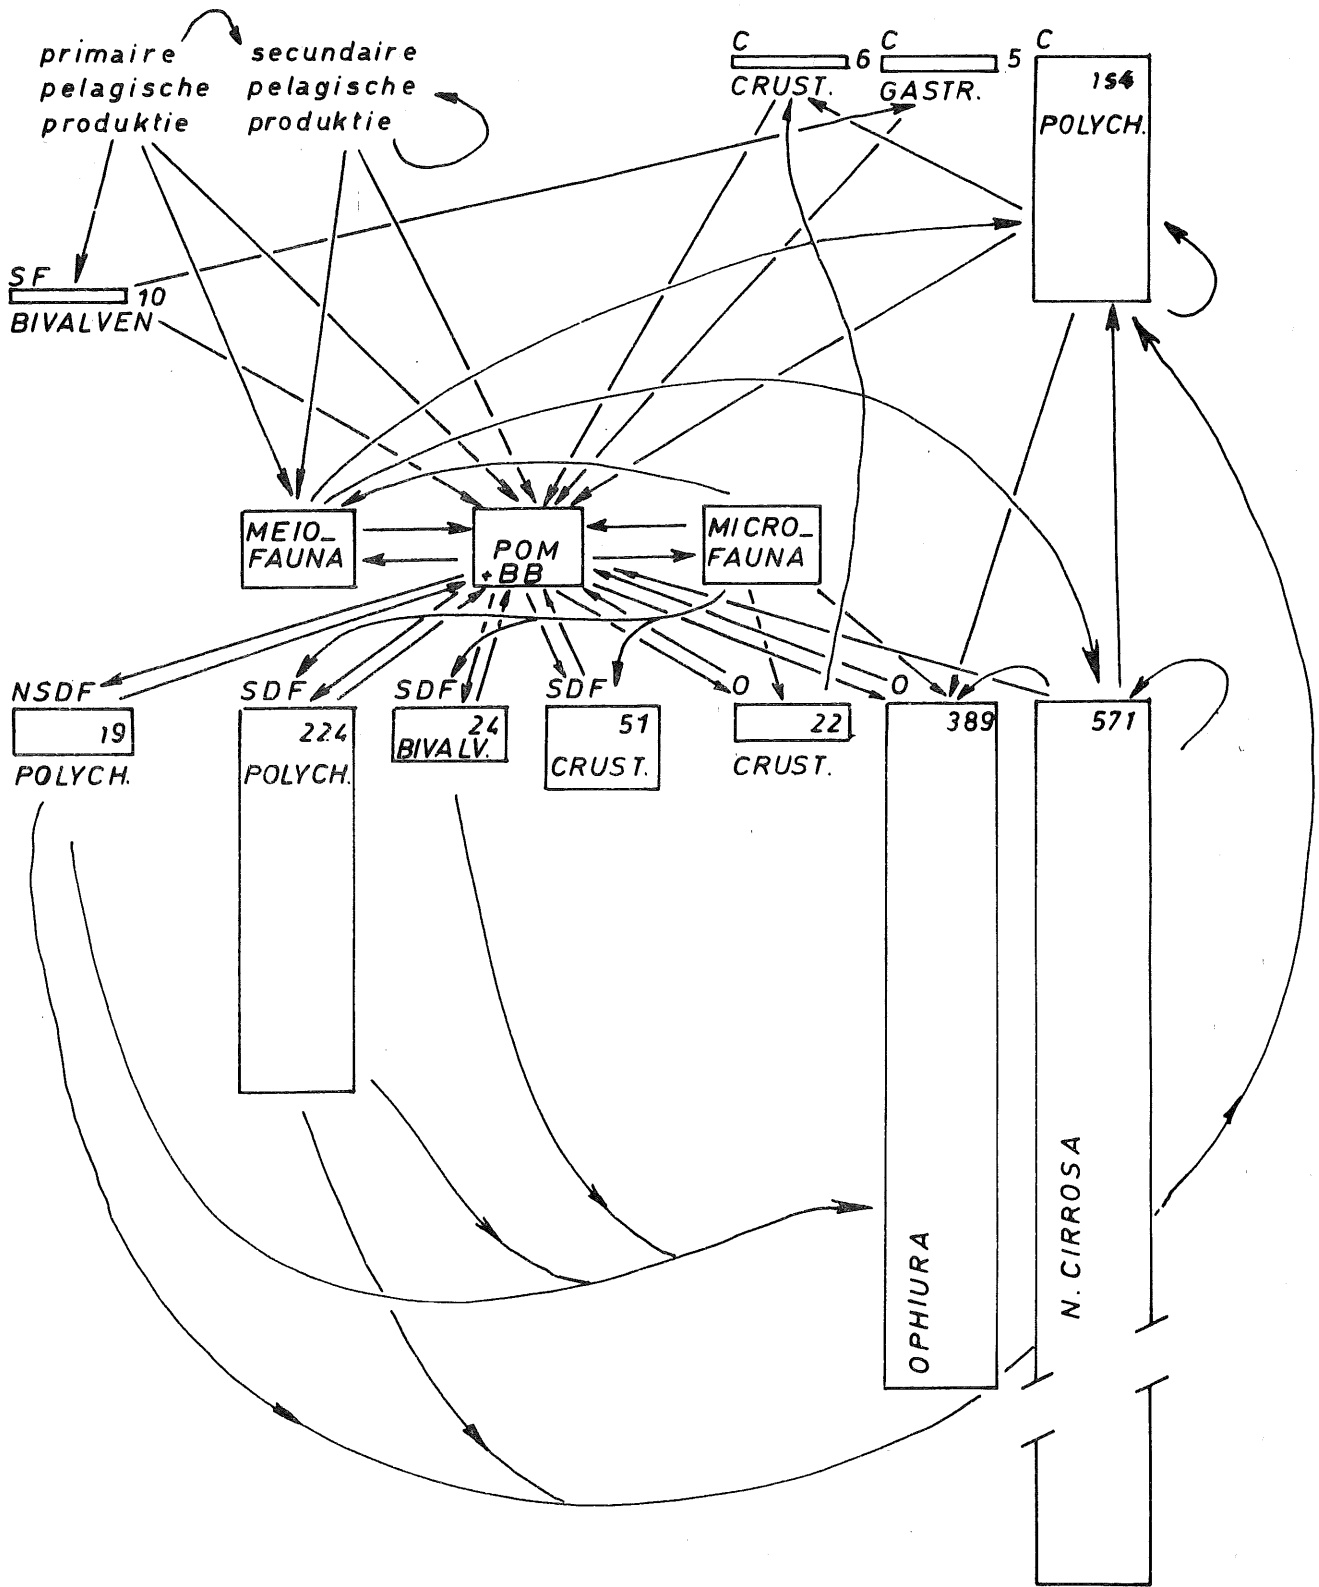 primaire
pelagische
produktie
secundaire
pelagische
produktie
C
6
CRUST.
C
5
GASTR.
C
154
POLYCH.
SF
10
BIVALVEN
MEIO_
FAUNA
POM
+ BB
MICRO_
FAUNA
NSDF
19
POLYCH.
SDF
224
POLYCH.
SDF
24
BIVALV.
SDF
51
CRUST.
O
22
CRUST.
O
389
OPHIURA
571
N. CIRROSA